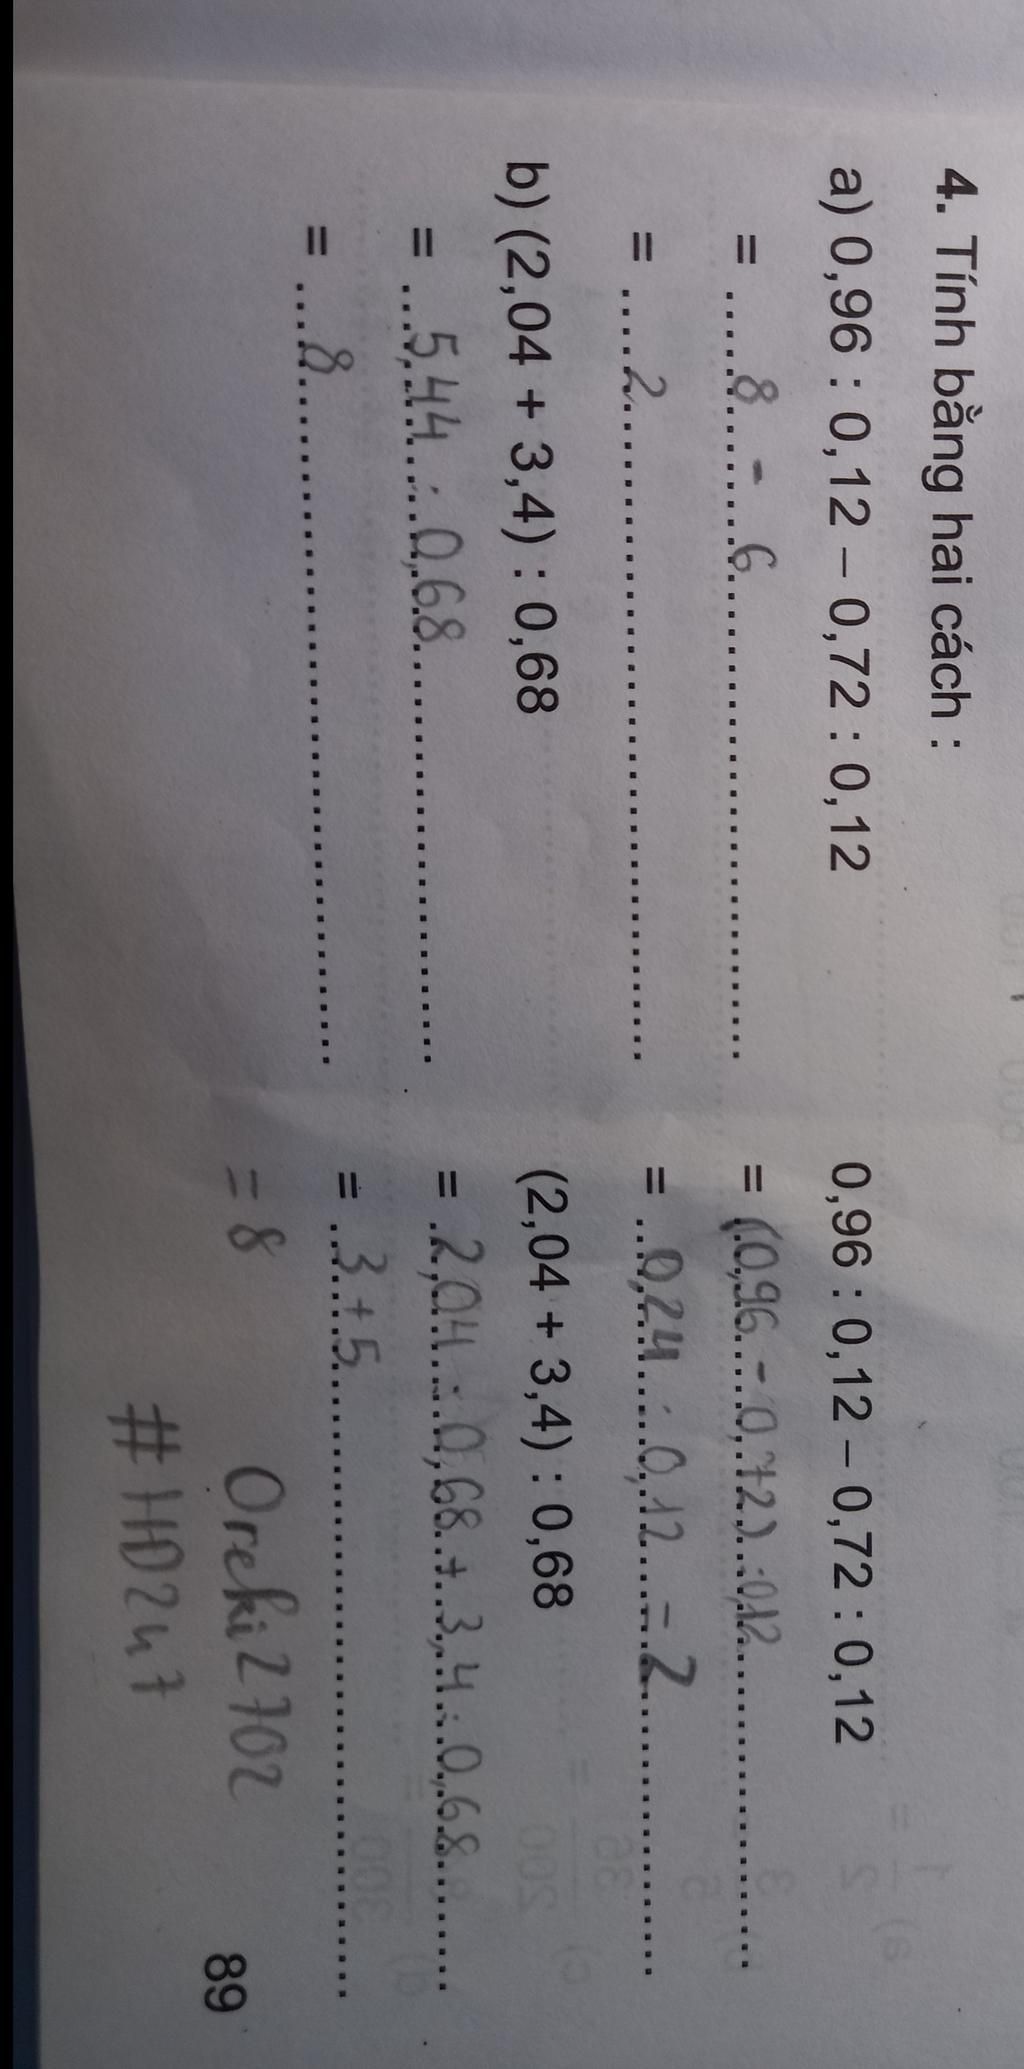 4. Tính bằng hai cách :
a) 0,96 : 0,12 – 0,72 : 0,12
= 8 - 6
= 2
0,96 : 0,12 – 0,72 : 0,12
= (0,96 - 0,72) : 0,12
= 0,24 : 0,12 = 2
b) (2,04 + 3,4) : 0,68
= 5,44 : 0,68
= 8
(2,04 + 3,4) : 0,68
= 2,04 : 0,68 + 3,4 : 0,68
= 3 + 5
= 8
Oreki2702
#HD247
89